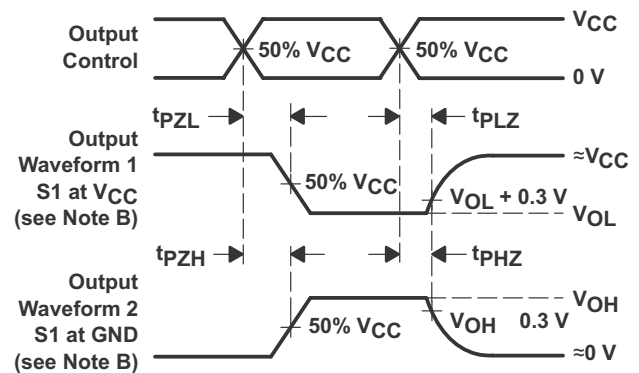 Output
Control
50% VCC
50% VCC
VCC
0 V
tPZL
tPLZ
Output
Waveform 1
S1 at VCC
(see Note B)
50% VCC
VOL + 0.3 V
≈VCC
VOL
tPZH
tPHZ
Output
Waveform 2
S1 at GND
(see Note B)
50% VCC
VOH 0.3 V
VOH
≈0 V